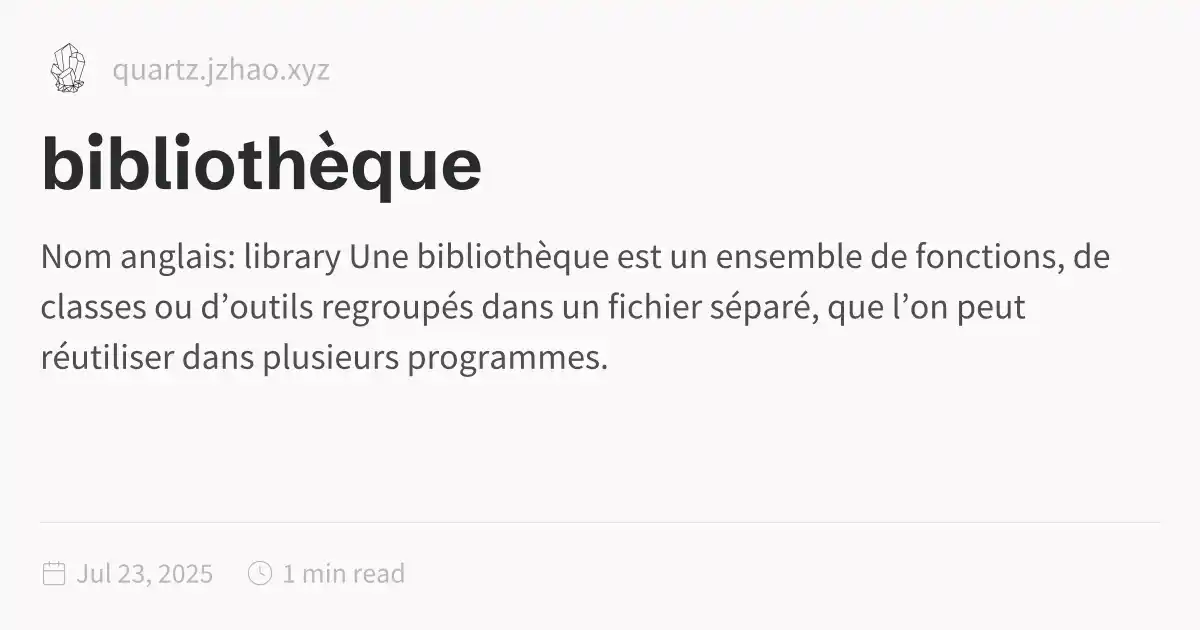 quartz.jzhao.xyz
bibliothèque
Nom anglais: library Une bibliothèque est un ensemble de fonctions, de
classes ou d’outils regroupés dans un fichier séparé, que l’on peut
réutiliser dans plusieurs programmes.
Jul 23, 2025 1 min read